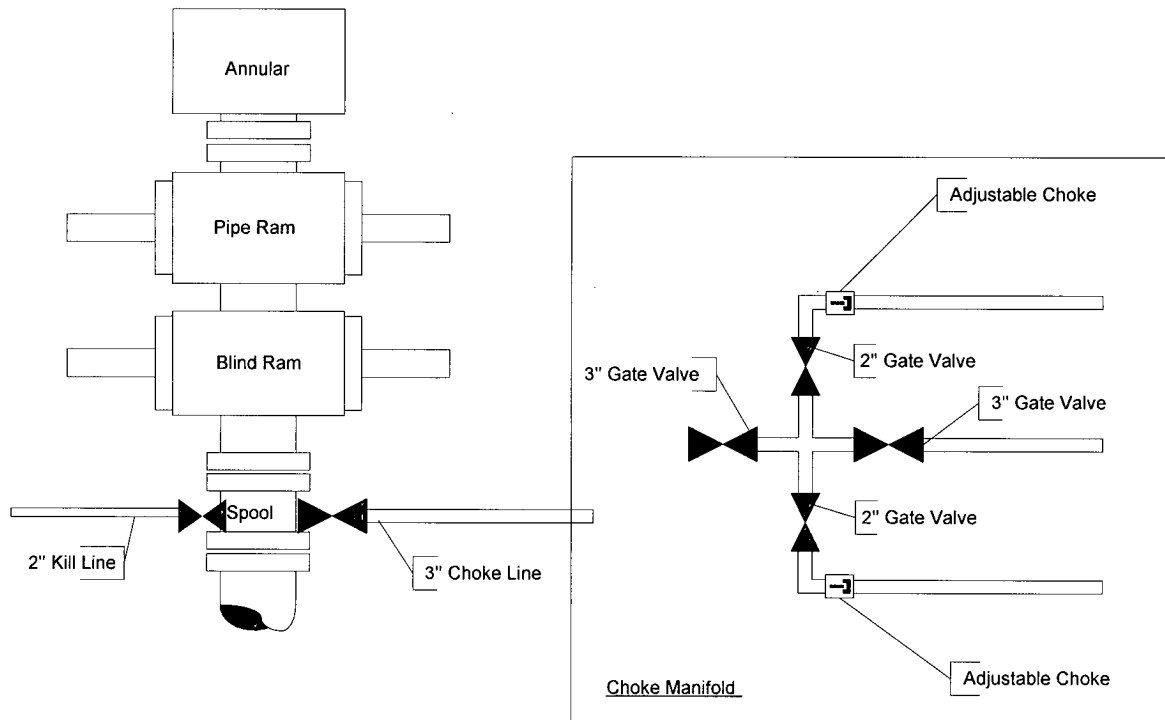 Annular
Pipe Ram
Blind Ram
Spool
2" Kill Line
3" Choke Line
Adjustable Choke
2" Gate Valve
3" Gate Valve
3" Gate Valve
2" Gate Valve
Adjustable Choke
Choke Manifold